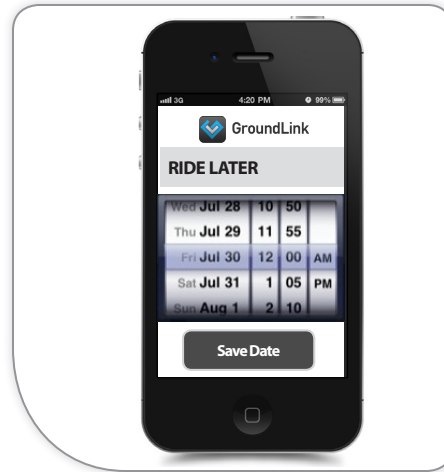 3G 4:20 PM 99%
GroundLink
RIDE LATER
Wed Jul 28 10 50
Thu Jul 29 11 55
Fri Jul 30 12 00 AM
Sat Jul 31 1 05 PM
Sun Aug 1 2 10
Save Date